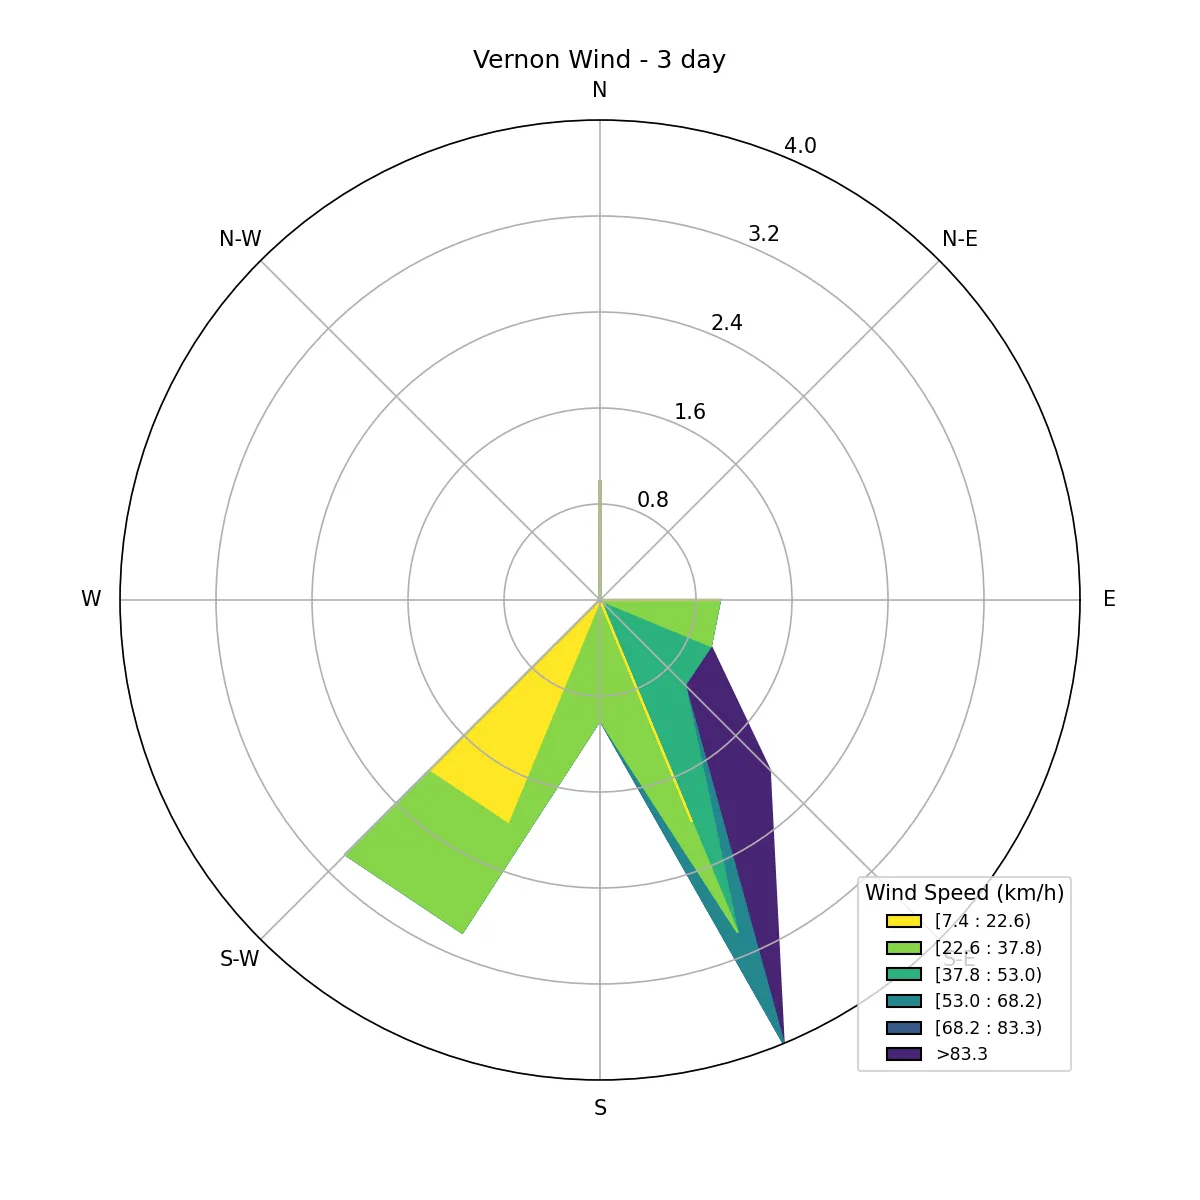 Vernon Wind - 3 day
N
4.0
N-W
3.2
N-E
2.4
1.6
0.8
W
E
Wind Speed (km/h)
[7.4 : 22.6)
[22.6 : 37.8)
S-W
S-E
[37.8 : 53.0)
[53.0 : 68.2)
[68.2 : 83.3)
>83.3
S